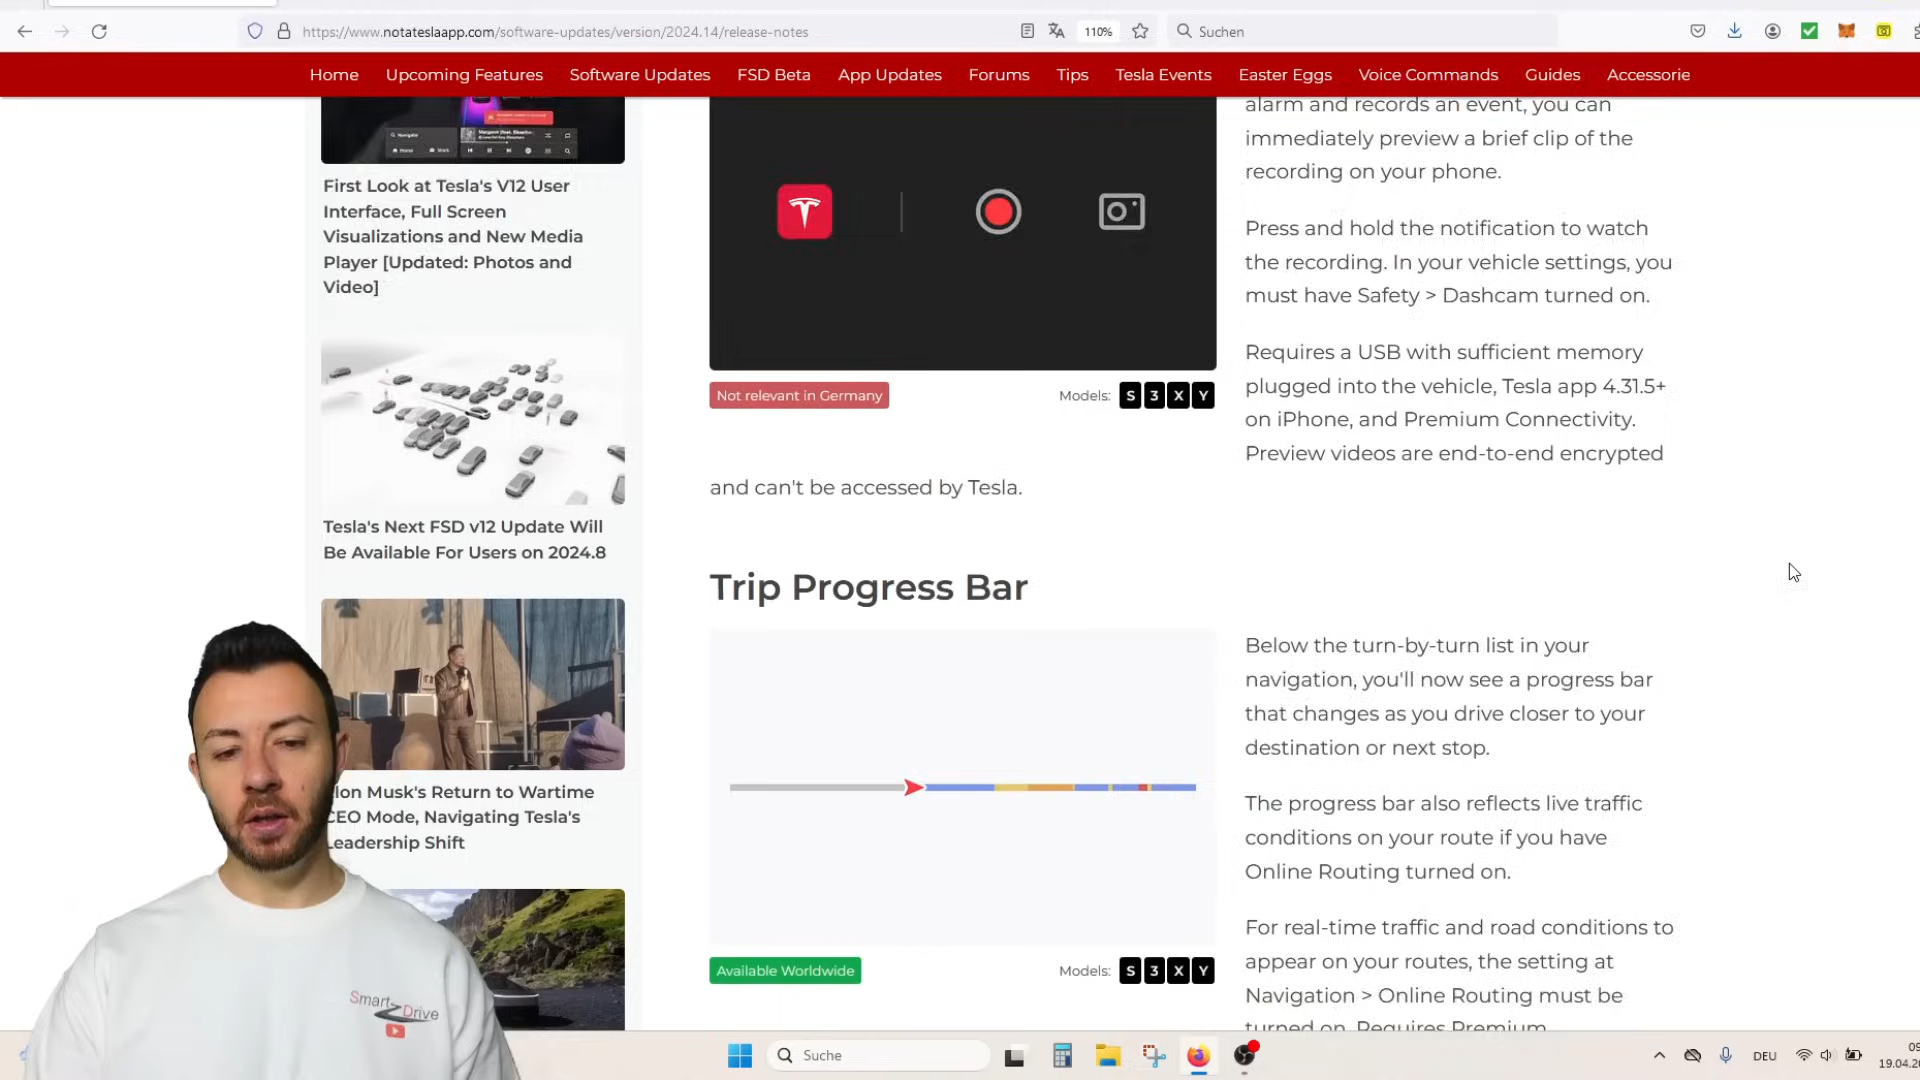 https://www.notateslaapp.com/software-updates/version/2024.14/release-notes
110%
Suchen
Home
Upcoming Features
Software Updates
FSD Beta
App Updates
Forums
Tips
Tesla Events
Easter Eggs
Voice Commands
Guides
Accessorie
First Look at Tesla's V12 User
Interface, Full Screen
Visualizations and New Media
Player [Updated: Photos and
Video]
Tesla's Next FSD v12 Update Will
Be Available For Users on 2024.8
lon Musk's Return to Wartime
CEO Mode, Navigating Tesla's
Leadership Shift
alarm and records an event, you can
immediately preview a brief clip of the
recording on your phone.
Press and hold the notification to watch
the recording. In your vehicle settings, you
must have Safety > Dashcam turned on.
Requires a USB with sufficient memory
plugged into the vehicle, Tesla app 4.31.5+
on iPhone, and Premium Connectivity.
Preview videos are end-to-end encrypted
and can't be accessed by Tesla.
Not relevant in Germany
Models: S 3 X Y
Trip Progress Bar
Below the turn-by-turn list in your
navigation, you'll now see a progress bar
that changes as you drive closer to your
destination or next stop.
The progress bar also reflects live traffic
conditions on your route if you have
Online Routing turned on.
For real-time traffic and road conditions to
appear on your routes, the setting at
Navigation > Online Routing must be
turned on. Requires Premium
Available Worldwide
Models: S 3 X Y
Smart
Drive
Suche
DEU
09
19.04.2